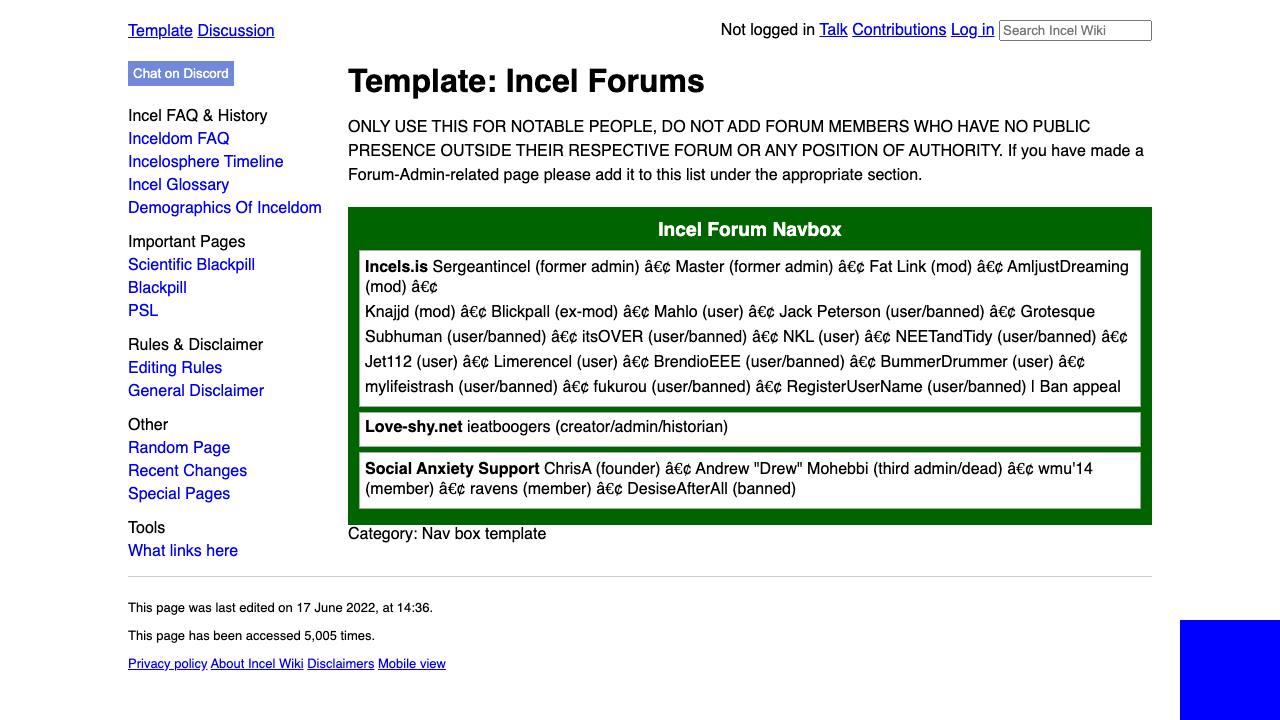 Template Discussion
Not logged in Talk Contributions Log in Search Incel Wiki
Chat on Discord
Incel FAQ & History
Inceldom FAQ
Incelosphere Timeline
Incel Glossary
Demographics Of Inceldom
Important Pages
Scientific Blackpill
Blackpill
PSL
Rules & Disclaimer
Editing Rules
General Disclaimer
Other
Random Page
Recent Changes
Special Pages
Tools
What links here
Template: Incel Forums
ONLY USE THIS FOR NOTABLE PEOPLE, DO NOT ADD FORUM MEMBERS WHO HAVE NO PUBLIC
PRESENCE OUTSIDE THEIR RESPECTIVE FORUM OR ANY POSITION OF AUTHORITY. If you have made a
Forum-Admin-related page please add it to this list under the appropriate section.
Incel Forum Navbox
Incels.is Sergeantincel (former admin) â€¢ Master (former admin) â€¢ Fat Link (mod) â€¢ AmljustDreaming
(mod) â€¢
Knajjd (mod) â€¢ Blickpall (ex-mod) â€¢ Mahlo (user) â€¢ Jack Peterson (user/banned) â€¢ Grotesque
Subhuman (user/banned) â€¢ itsOVER (user/banned) â€¢ NKL (user) â€¢ NEETandTidy (user/banned) â€¢
Jet112 (user) â€¢ Limerencel (user) â€¢ BrendioEEE (user/banned) â€¢ BummerDrummer (user) â€¢
mylifeistrash (user/banned) â€¢ fukurou (user/banned) â€¢ RegisterUserName (user/banned) l Ban appeal
Love-shy.net ieatboogers (creator/admin/historian)
Social Anxiety Support ChrisA (founder) â€¢ Andrew "Drew" Mohebbi (third admin/dead) â€¢ wmu'14
(member) â€¢ ravens (member) â€¢ DesiseAfterAll (banned)
Category: Nav box template
This page was last edited on 17 June 2022, at 14:36.
This page has been accessed 5,005 times.
Privacy policy About Incel Wiki Disclaimers Mobile view